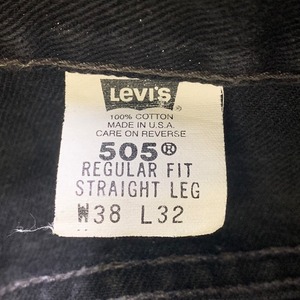 Levi's
100% COTTON
MADE IN U.S.A.
CARE ON REVERSE
505®
REGULAR FIT
STRAIGHT LEG
W38 L32